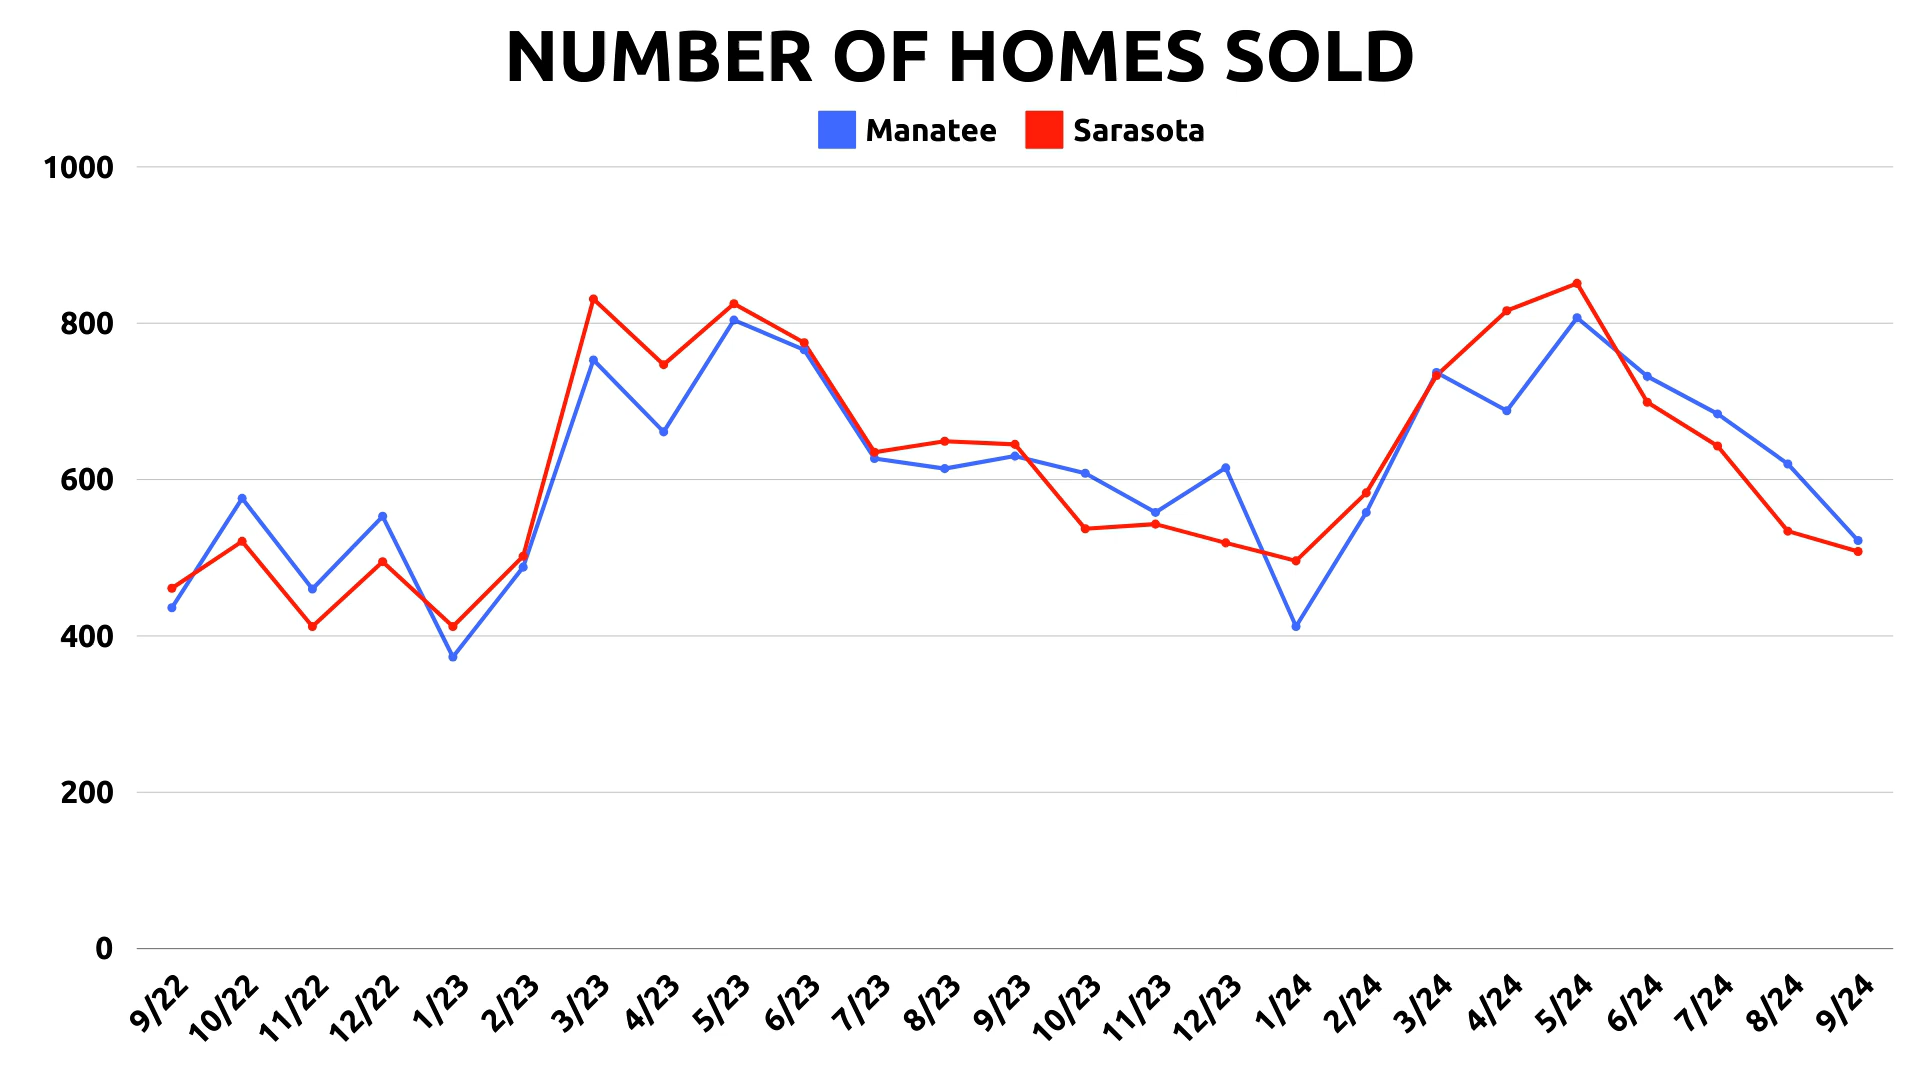 NUMBER OF HOMES SOLD
Manatee Sarasota
1000
800
600
400
200
0
9/22 10/22 11/22 12/22 1/23 2/23 3/23 4/23 5/23 6/23 7/23 8/23 9/23 10/23 11/23 12/23 1/24 2/24 3/24 4/24 5/24 6/24 7/24 8/24 9/24